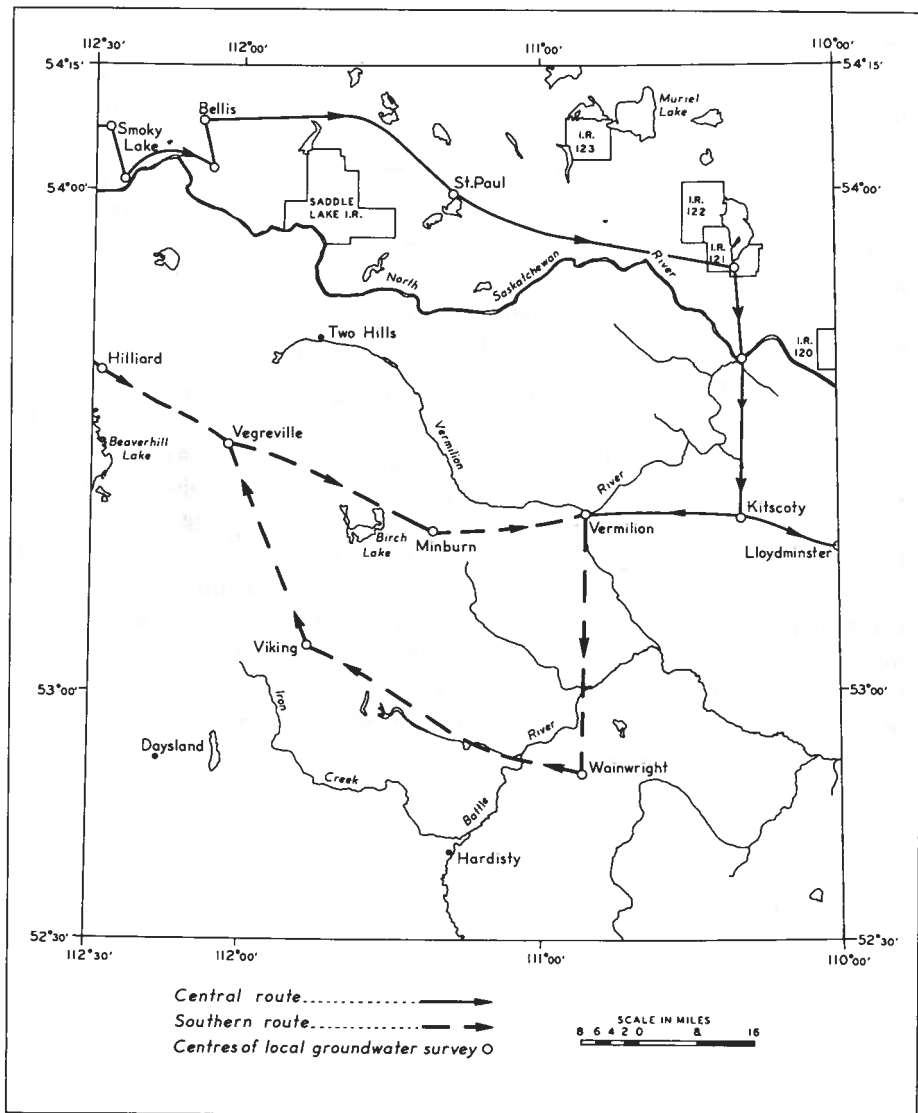 112°30'
112°00'
111°00'
110°00'
54°15'
54°15'
Bellis
Smoky
Lake
Muriel
Lake
I.R.
123
54°00'
St.Paul
54°00'
SADDLE
LAKE I.R.
I.R.
122
I.R.
121
North
Saskatchewan
River
Two Hills
I.R.
120
Hilliard
Vegreville
Beaverhill
Lake
Vermilion
River
Birch
Lake
Minburn
Vermilion
Kitscoty
Lloydminster
Viking
53°00'
53°00'
Iron
Creek
Daysland
River
Battle
Wainwright
Hardisty
52°30'
52°30'
112°30'
112°00'
111°00'
110°00'
Central route
Southern route
Centres of local groundwater survey
SCALE IN MILES
8 6 4 2 0 8 16